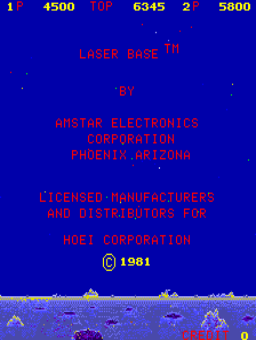 1P 4500 TOP 6345 2P 5800
LASER BASE TM
BY
AMSTAR ELECTRONICS
CORPORATION
PHOENIX.ARIZONA
LICENSED MANUFACTURERS
AND DISTRIBUTORS FOR
HOEI CORPORATION
© 1981
CREDIT 0